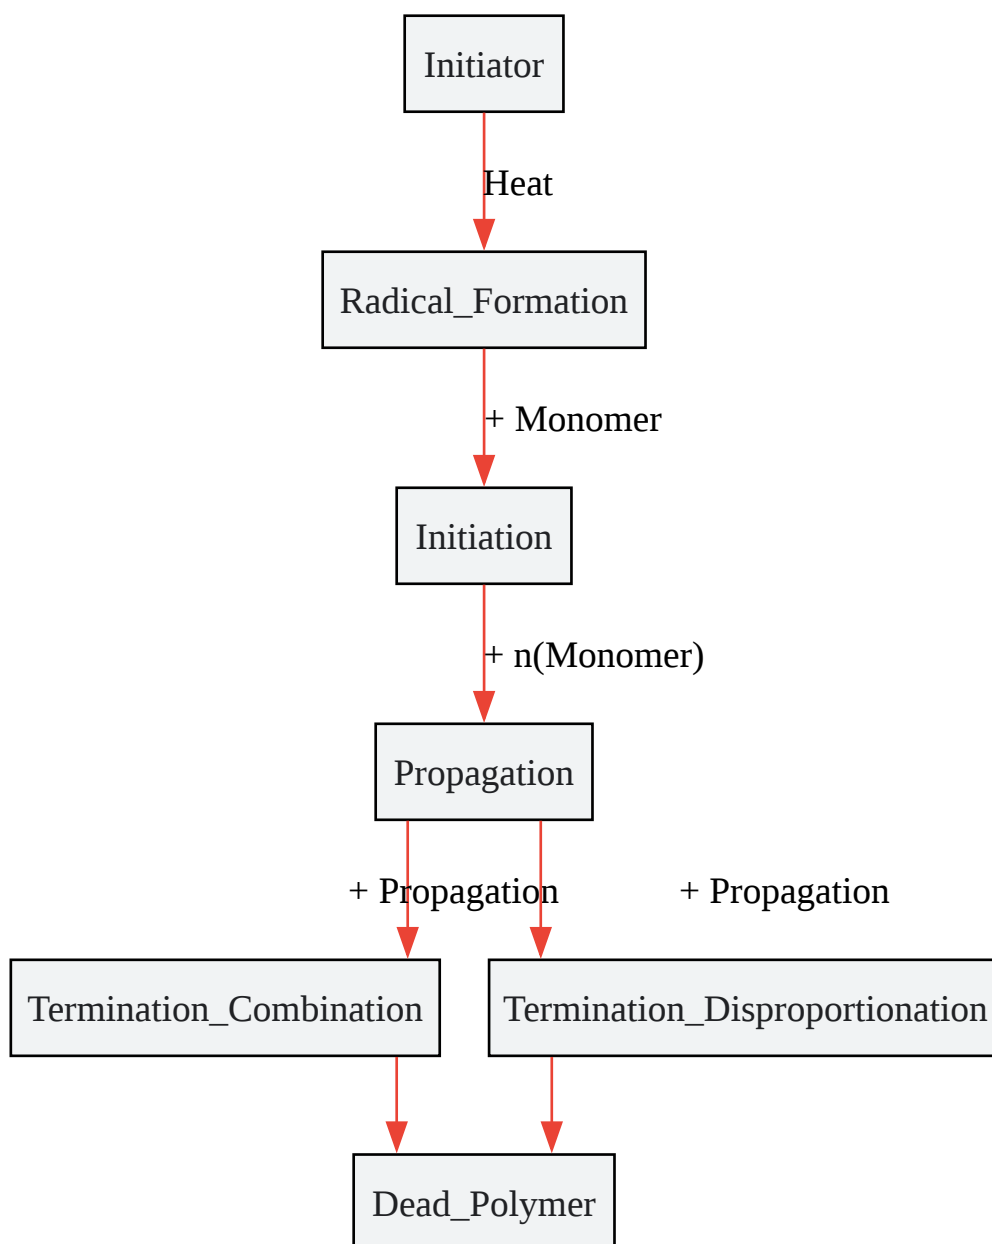 Initiator
Heat
Radical_Formation
+ Monomer
Initiation
+ n(Monomer)
Propagation
+ Propagation
+ Propagation
Termination_Combination
Termination_Disproportionation
Dead_Polymer